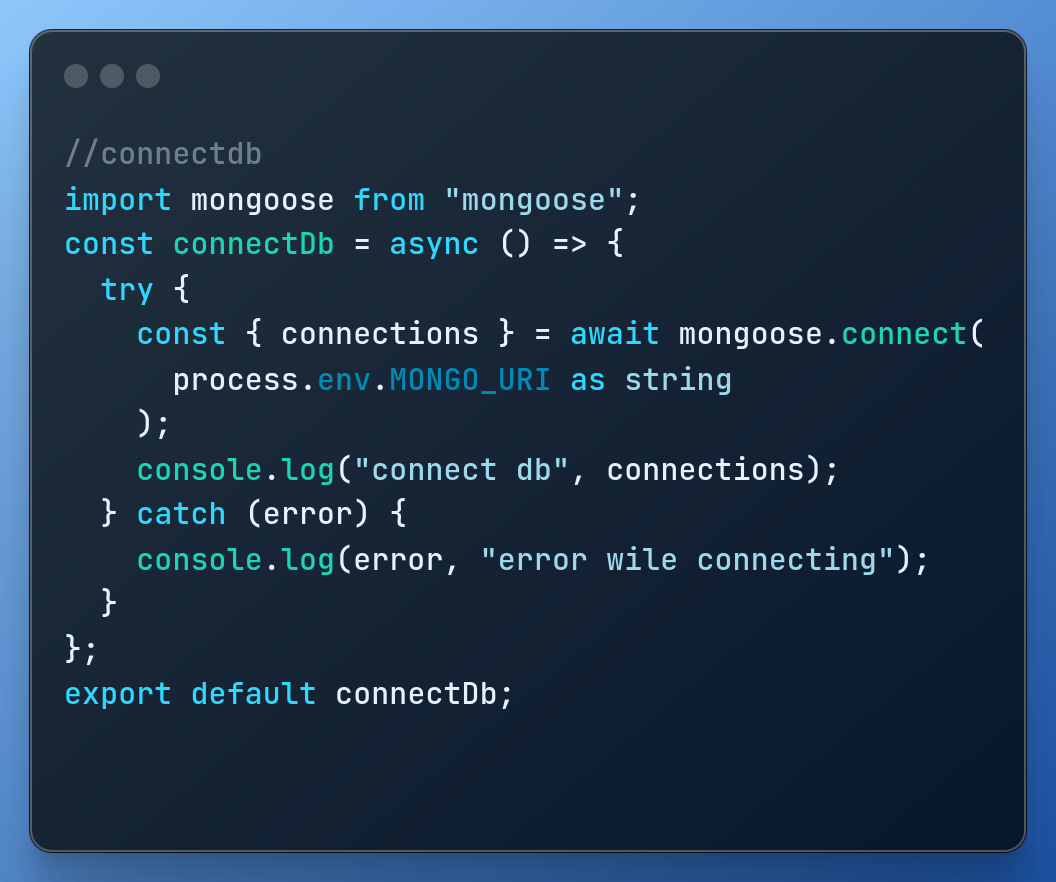 //connectdb
import mongoose from "mongoose";
const connectDb = async () => {
  try {
    const { connections } = await mongoose.connect(
      process.env.MONGO_URI as string
    );
    console.log("connect db", connections);
  } catch (error) {
    console.log(error, "error wile connecting");
  }
};
export default connectDb;